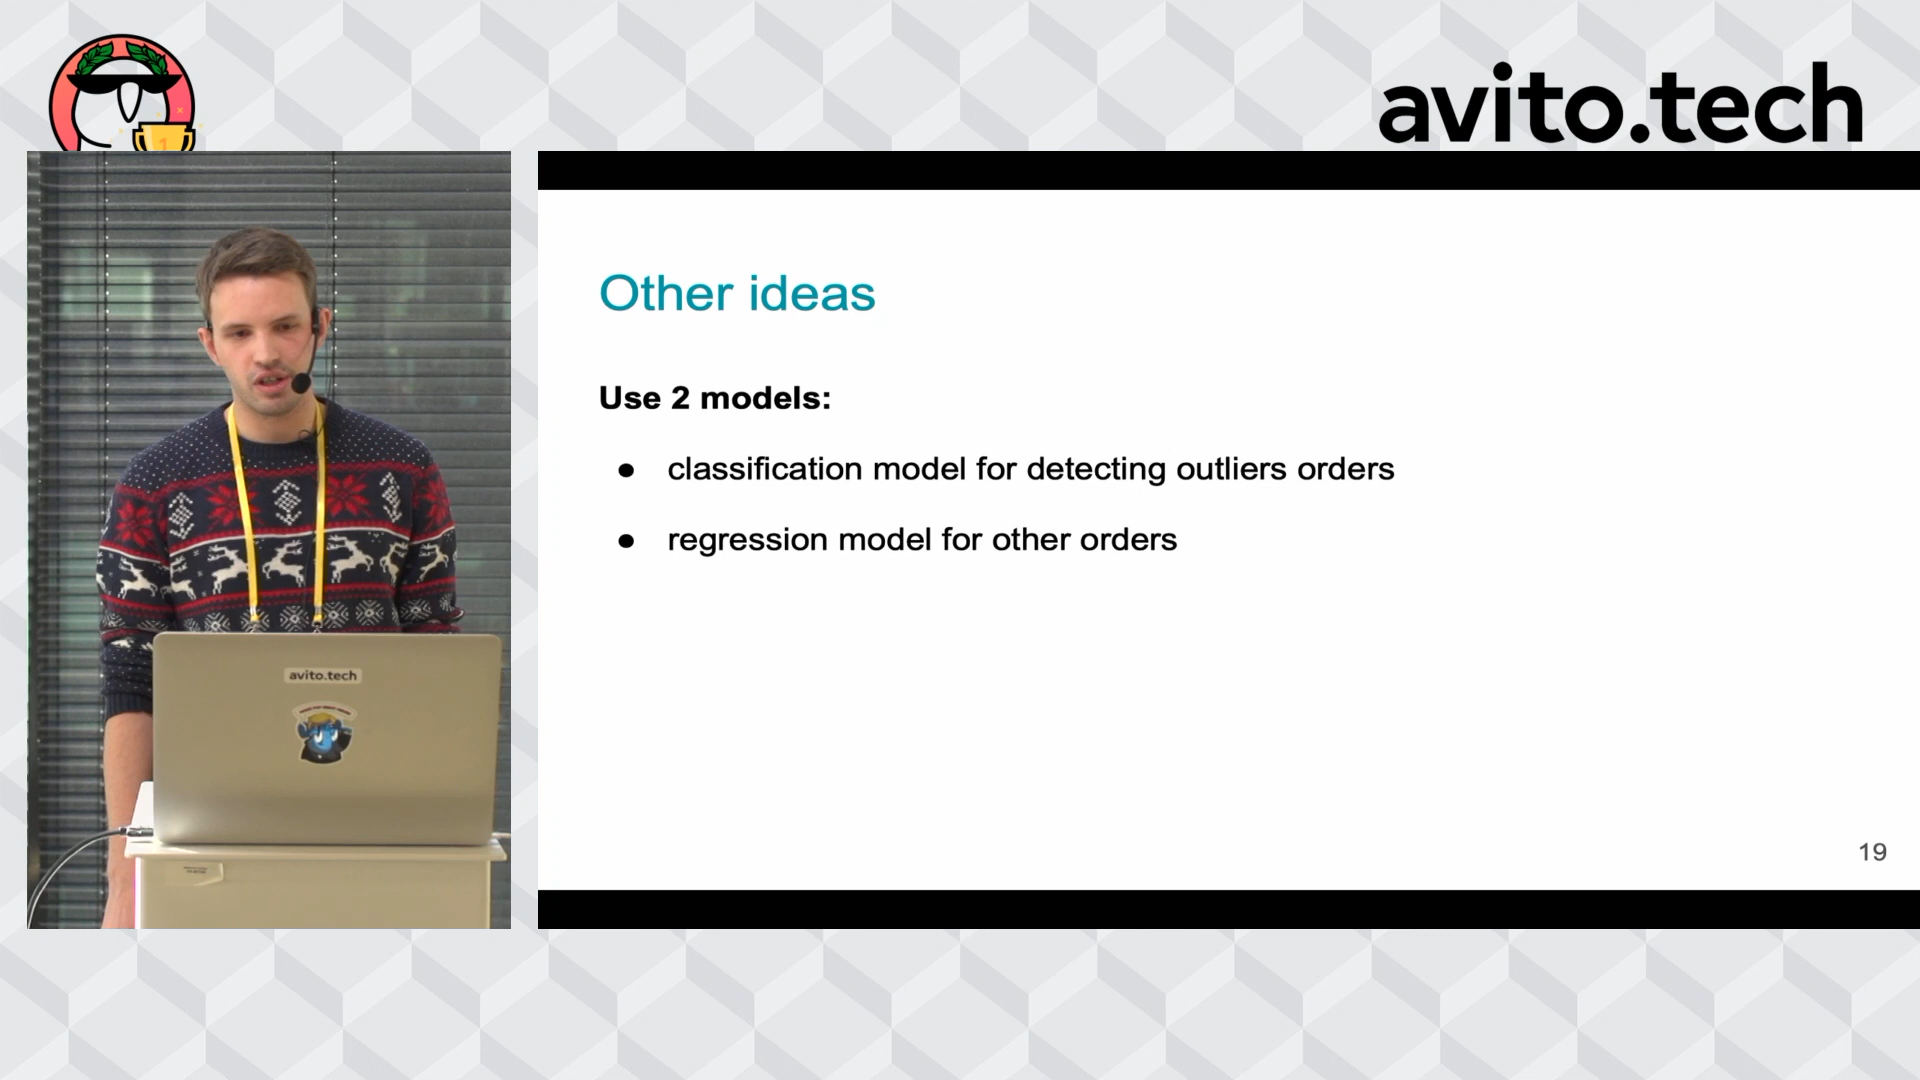 avito.tech
Other ideas
Use 2 models:
● classification model for detecting outliers orders
● regression model for other orders
19
avito.tech
1